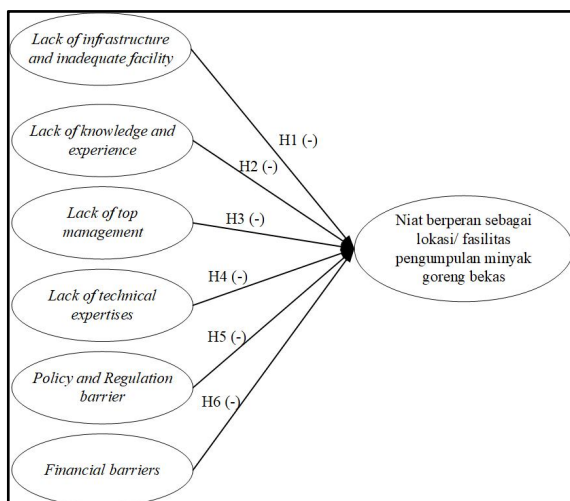 Lack of infrastructure
and inadequate facility
Lack of knowledge and
experience
Lack of top
management
Lack of technical
expertises
Policy and Regulation
barrier
Financial barriers
H1 (-)
H2 (-)
H3 (-)
H4 (-)
H5 (-)
H6 (-)
Niat berperan sebagai
lokasi/ fasilitas
pengumpulan minyak
goreng bekas